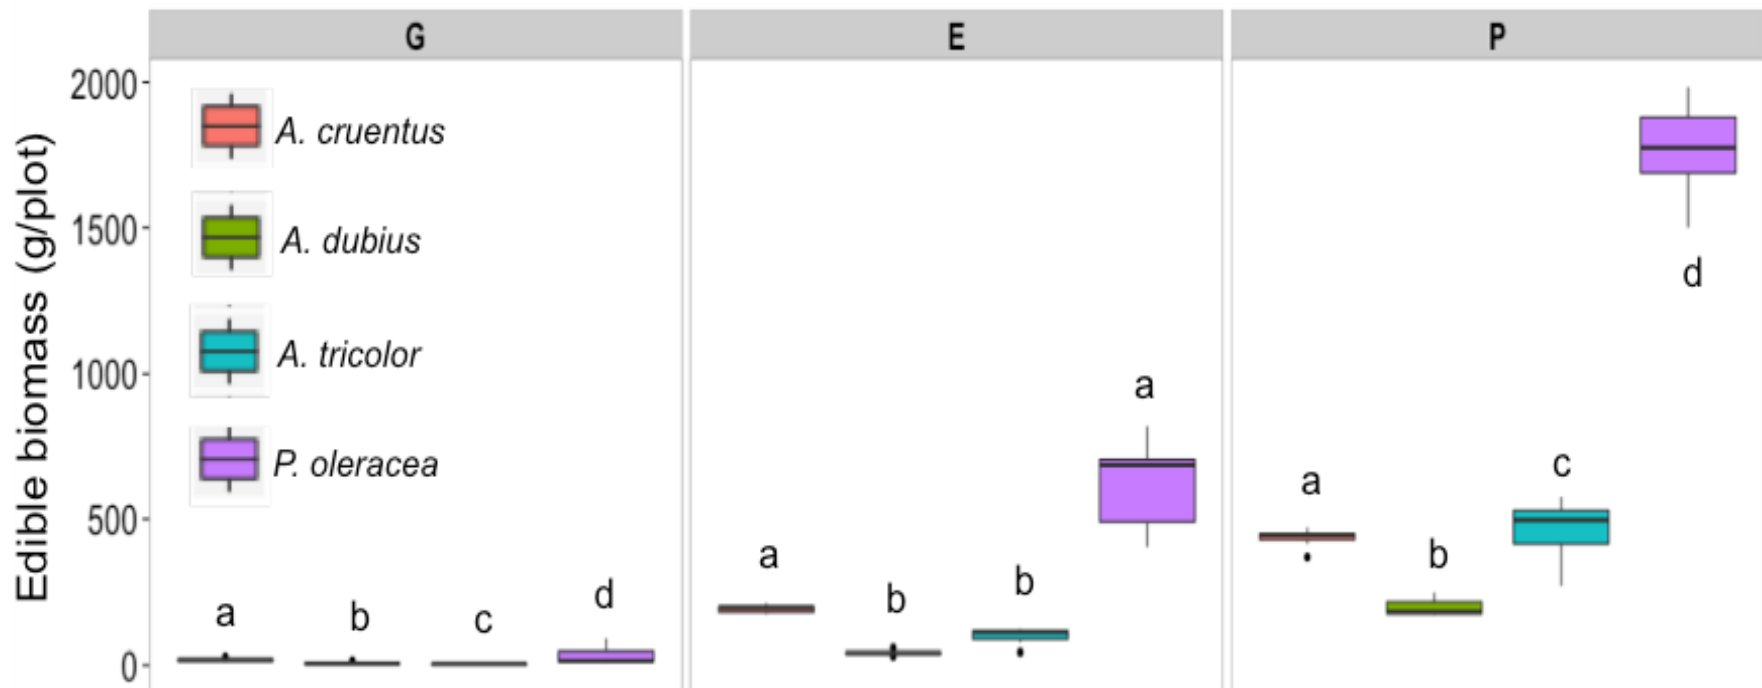 G E P
Edible biomass (g/plot)
2000
1500
1000
500
0
A. cruentus
A. dubius
A. tricolor
P. oleracea
a b c d
a b b a
a b c d